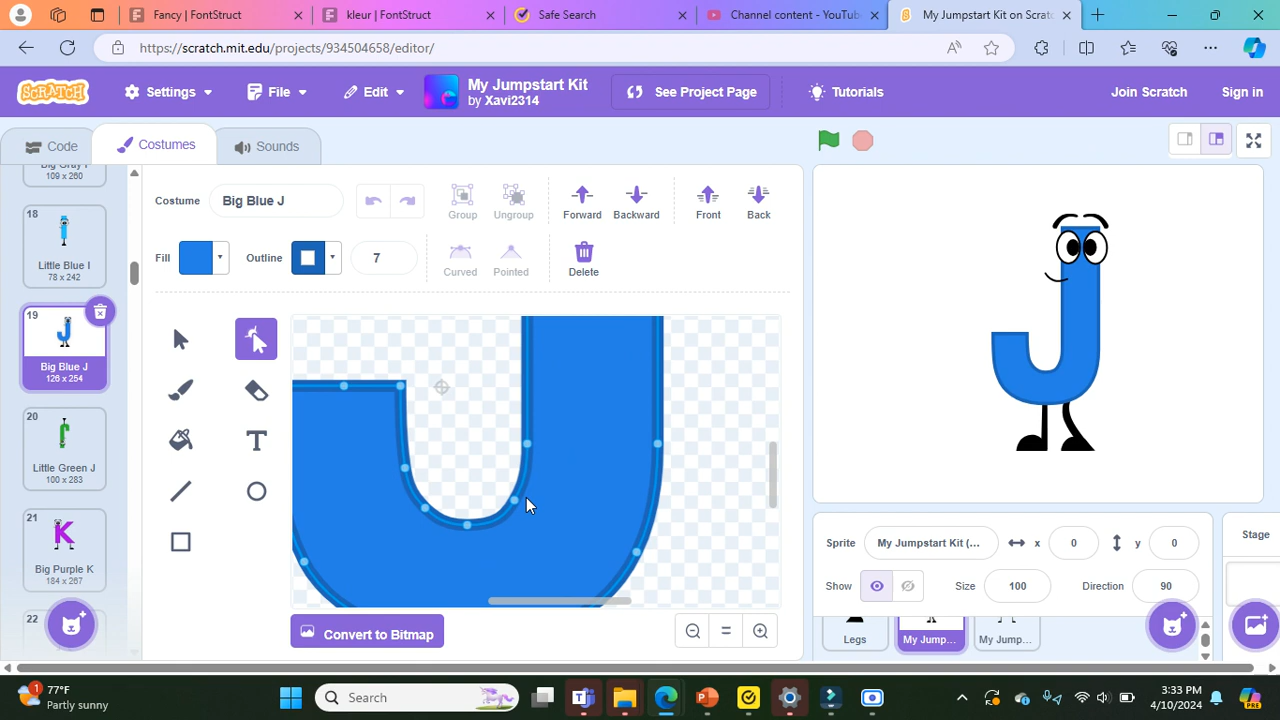 Fancy | FontStruct
kleur | FontStruct
Safe Search
Channel content - YouTub
My Jumpstart Kit on Scratc
https://scratch.mit.edu/projects/934504658/editor/
SCRATCH
Settings
File
Edit
My Jumpstart Kit
by Xavi2314
See Project Page
Tutorials
Join Scratch
Sign in
Code
Costumes
Sounds
109 x 260
18
Little Blue I
78 x 242
19
Big Blue J
126 x 254
20
Little Green J
100 x 283
21
Big Purple K
184 x 267
22
Costume
Big Blue J
Group
Ungroup
Forward
Backward
Front
Back
Fill
Outline
7
Curved
Pointed
Delete
Convert to Bitmap
Sprite
My Jumpstart Kit (...
x
0
y
0
Show
Size
100
Direction
90
Legs
My Jump...
My Jump...
Stage
1
77°F
Partly sunny
Search
3:33 PM
4/10/2024
PRE